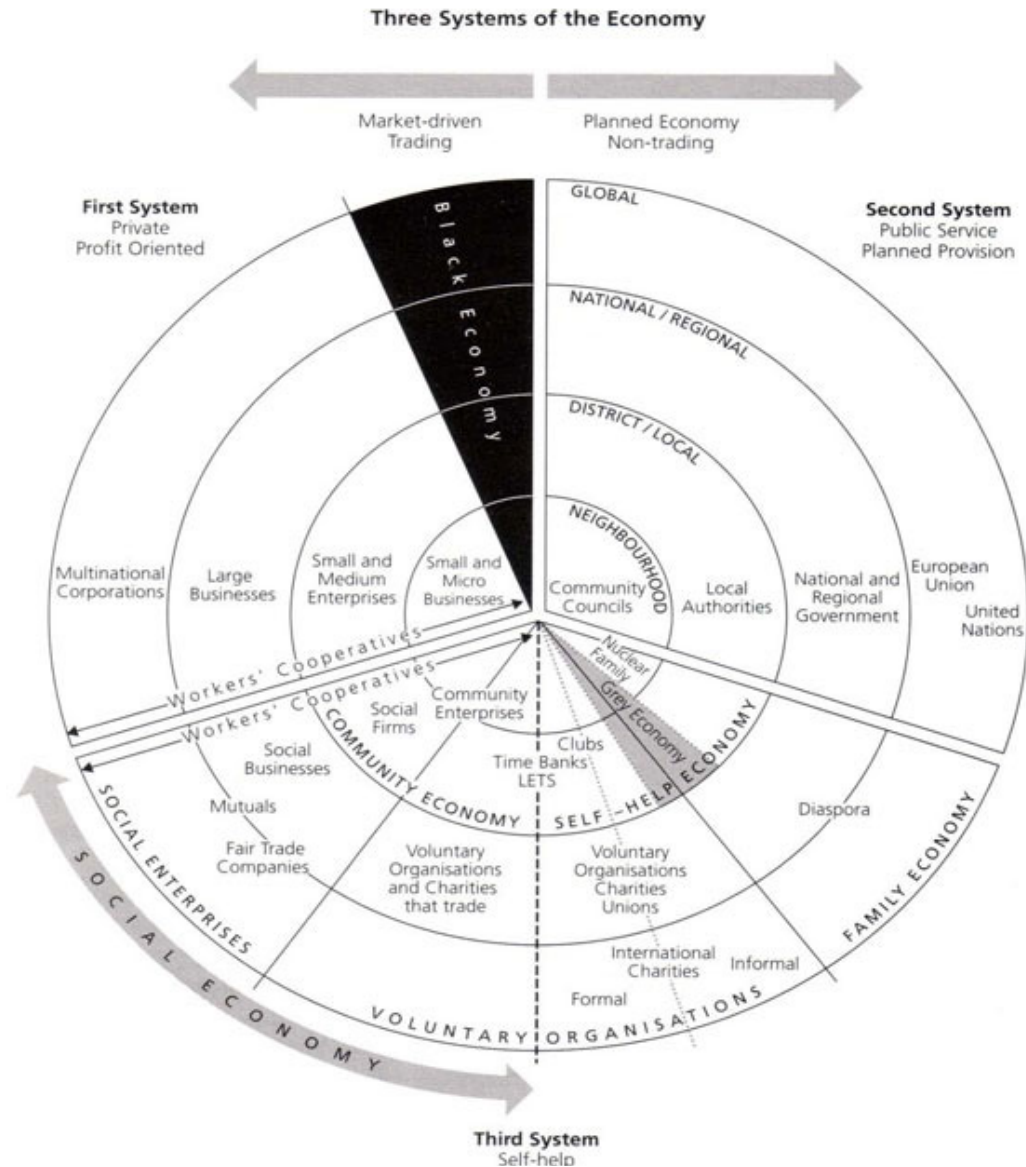 Three Systems of the Economy
Market-driven
Trading
Planned Economy
Non-trading
First System
Private
Profit Oriented
Second System
Public Service
Planned Provision
Black Economy
GLOBAL
NATIONAL / REGIONAL
DISTRICT / LOCAL
NEIGHBOURHOOD
Multinational
Corporations
Large
Businesses
Small and
Medium
Enterprises
Small and
Micro
Businesses
Community
Councils
Local
Authorities
National and
Regional
Government
European
Union
United
Nations
Workers' Cooperatives
Workers' Cooperatives
Nuclear
Family
Grey Economy
Community
Enterprises
Social
Firms
Social
Businesses
Mutuals
Fair Trade
Companies
Clubs
Time Banks
LETS
COMMUNITY ECONOMY
SELF-HELP ECONOMY
Diaspora
Voluntary
Organisations
and Charities
that trade
Voluntary
Organisations
Charities
Unions
International
Charities
Informal
Formal
SOCIAL ENTERPRISES
VOLUNTARY ORGANISATIONS
FAMILY ECONOMY
SOCIAL ECONOMY
Third System
Self-help